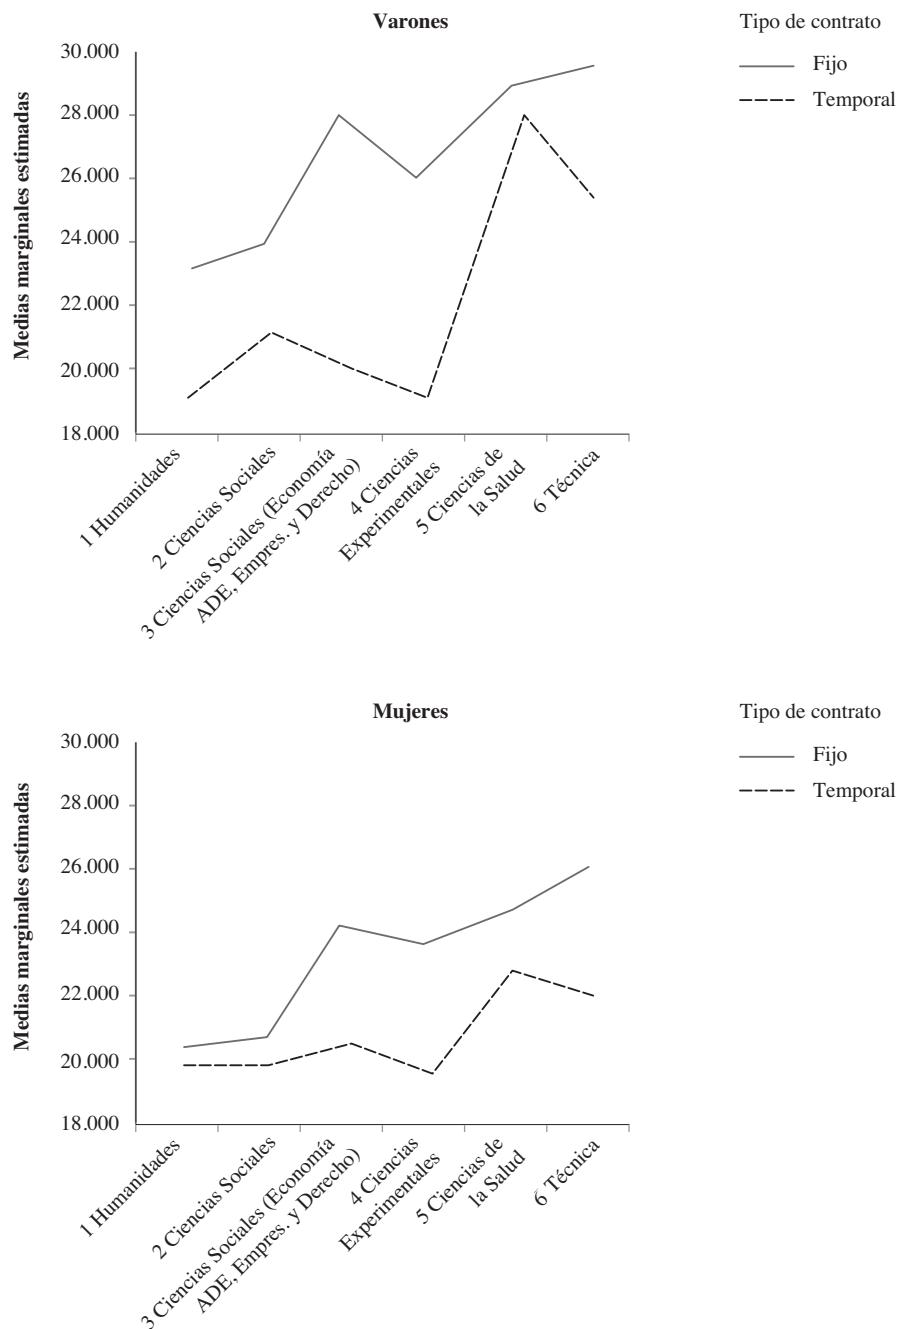 Varones
Tipo de contrato
Fijo
Temporal
Medias marginales estimadas
30.000
28.000
26.000
24.000
22.000
20.000
18.000
1 Humanidades
2 Ciencias Sociales
3 Ciencias Sociales (Economía
ADE, Empres. y Derecho)
4 Ciencias
Experimentales
5 Ciencias de
la Salud
6 Técnica
Mujeres
Tipo de contrato
Fijo
Temporal
Medias marginales estimadas
30.000
28.000
26.000
24.000
22.000
20.000
18.000
1 Humanidades
2 Ciencias Sociales
3 Ciencias Sociales (Economía
ADE, Empres. y Derecho)
4 Ciencias
Experimentales
5 Ciencias de
la Salud
6 Técnica